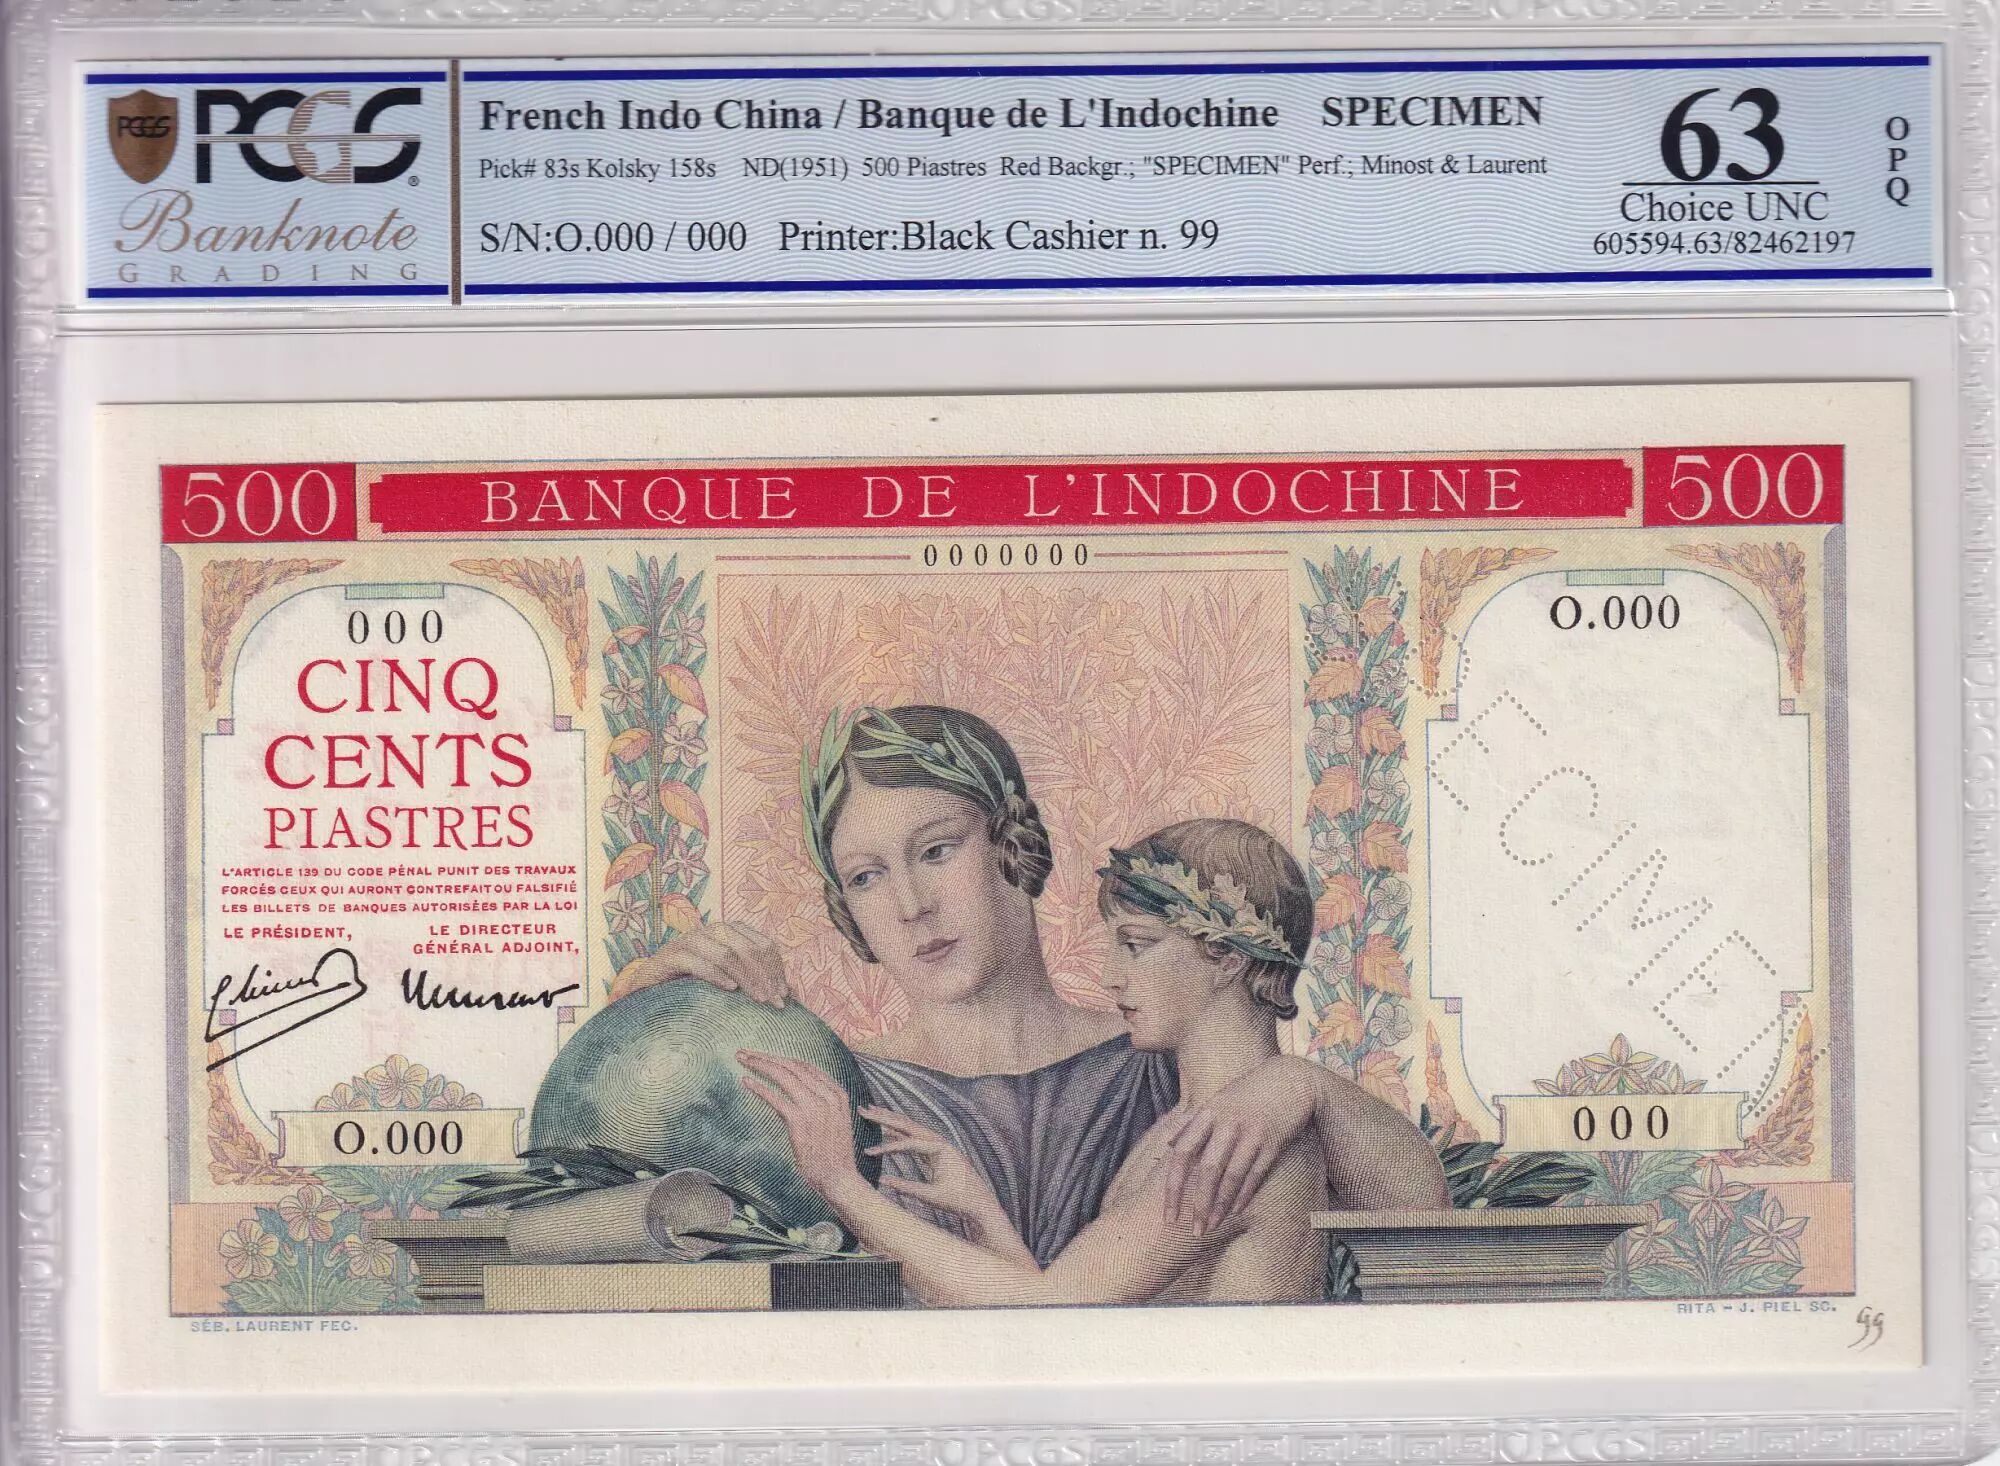 PCGS
PCGS
Banknote
GRADING
French Indo China / Banque de L'Indochine SPECIMEN
Pick# 83s Kolsky 158s ND(1951) 500 Piastres Red Backgr.; "SPECIMEN" Perf.; Minost & Laurent
S/N:O.000 / 000 Printer:Black Cashier n. 99
63
Choice UNC
605594.63/82462197
OPQ
500 BANQUE DE L'INDOCHINE 500
0000000
000
O.000
CINQ
CENTS
PIASTRES
L'ARTICLE 139 DU CODE PÉNAL PUNIT DES TRAVAUX
FORCÉS CEUX QUI AURONT CONTREFAIT OU FALSIFIÉ
LES BILLETS DE BANQUES AUTORISÉES PAR LA LOI
LE PRÉSIDENT,
LE DIRECTEUR
GÉNÉRAL ADJOINT,
SPECIMEN
O.000
000
SÉB. LAURENT FEC.
RITA - J. PIEL SC.
99